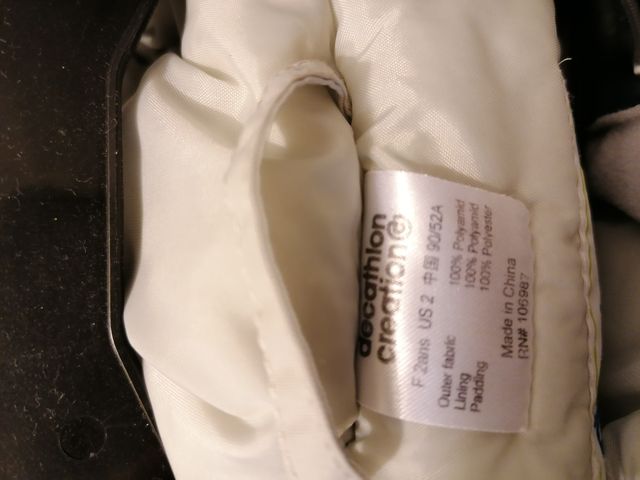 decathlon
creation
F 2ans US 2 中国 90/52A
Outer fabric 100% Polyamid
Lining 100% Polyamid
Padding 100% Polyester
Made in China
RN# 106987